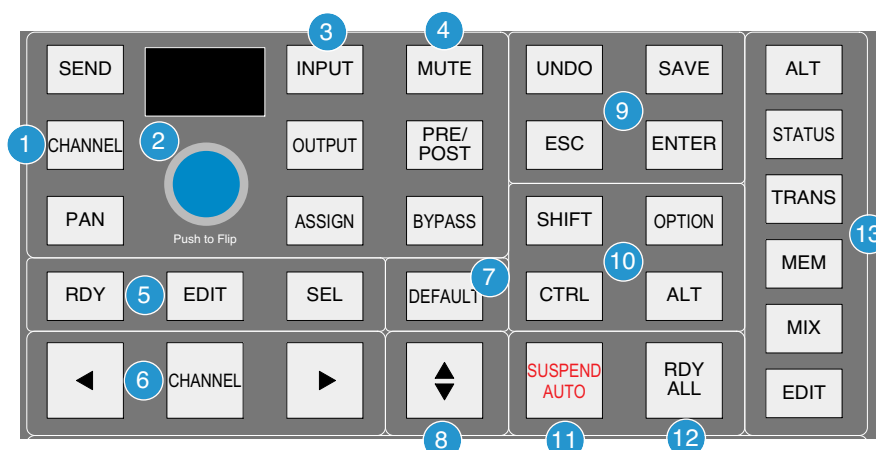 3
4
SEND
INPUT
MUTE
UNDO
SAVE
ALT
1
CHANNEL
2
OUTPUT
PRE/
POST
9
ESC
ENTER
STATUS
PAN
Push to Flip
ASSIGN
BYPASS
SHIFT
OPTION
TRANS
13
10
7
MEM
RDY
5
EDIT
SEL
DEFAULT
CTRL
ALT
MIX
6
CHANNEL
SUSPEND
AUTO
RDY
ALL
EDIT
8
11
12